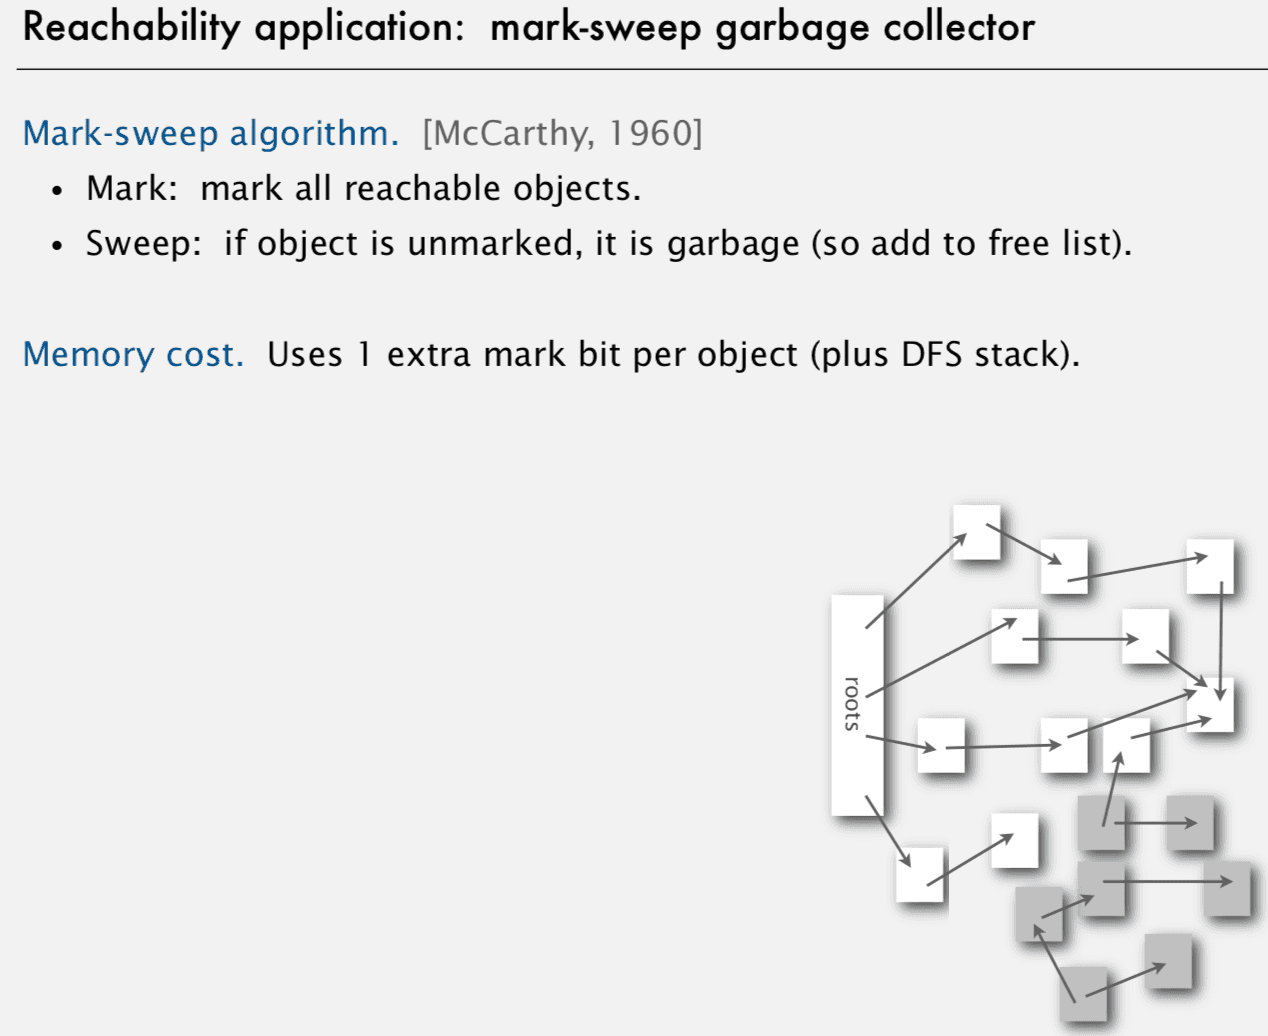 Reachability application: mark-sweep garbage collector
Mark-sweep algorithm. [McCarthy, 1960]
• Mark: mark all reachable objects.
• Sweep: if object is unmarked, it is garbage (so add to free list).
Memory cost. Uses 1 extra mark bit per object (plus DFS stack).
roots